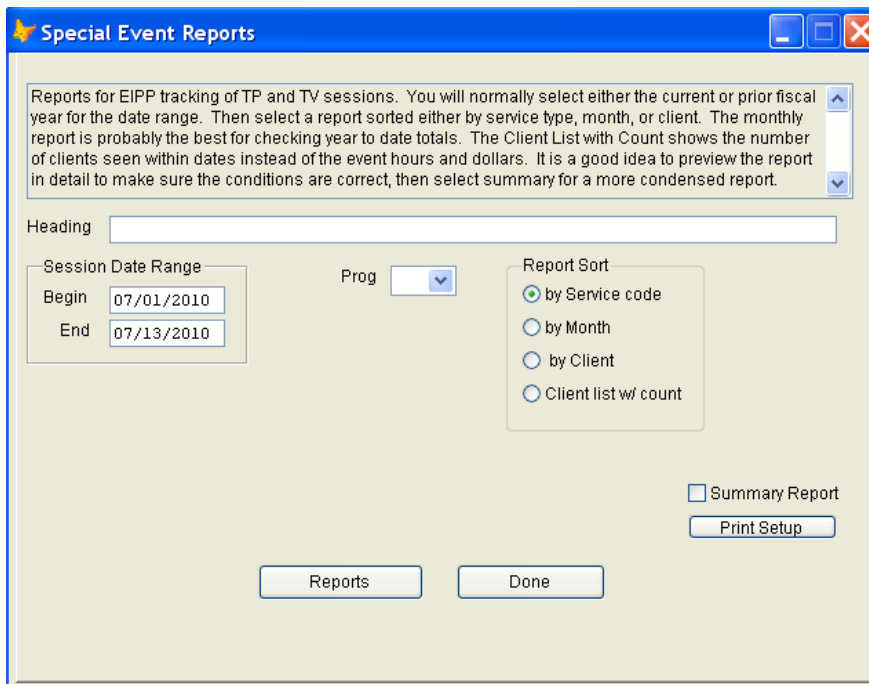 Special Event Reports
Reports for EIPP tracking of TP and TV sessions.  You will normally select either the current or prior fiscal
year for the date range.  Then select a report sorted either by service type, month, or client.  The monthly
report is probably the best for checking year to date totals.  The Client List with Count shows the number
of clients seen within dates instead of the event hours and dollars.  It is a good idea to preview the report
in detail to make sure the conditions are correct, then select summary for a more condensed report.
Heading
Session Date Range
Begin 07/01/2010
End 07/13/2010
Prog
Report Sort
by Service code
by Month
by Client
Client list w/ count
Summary Report
Print Setup
Reports
Done